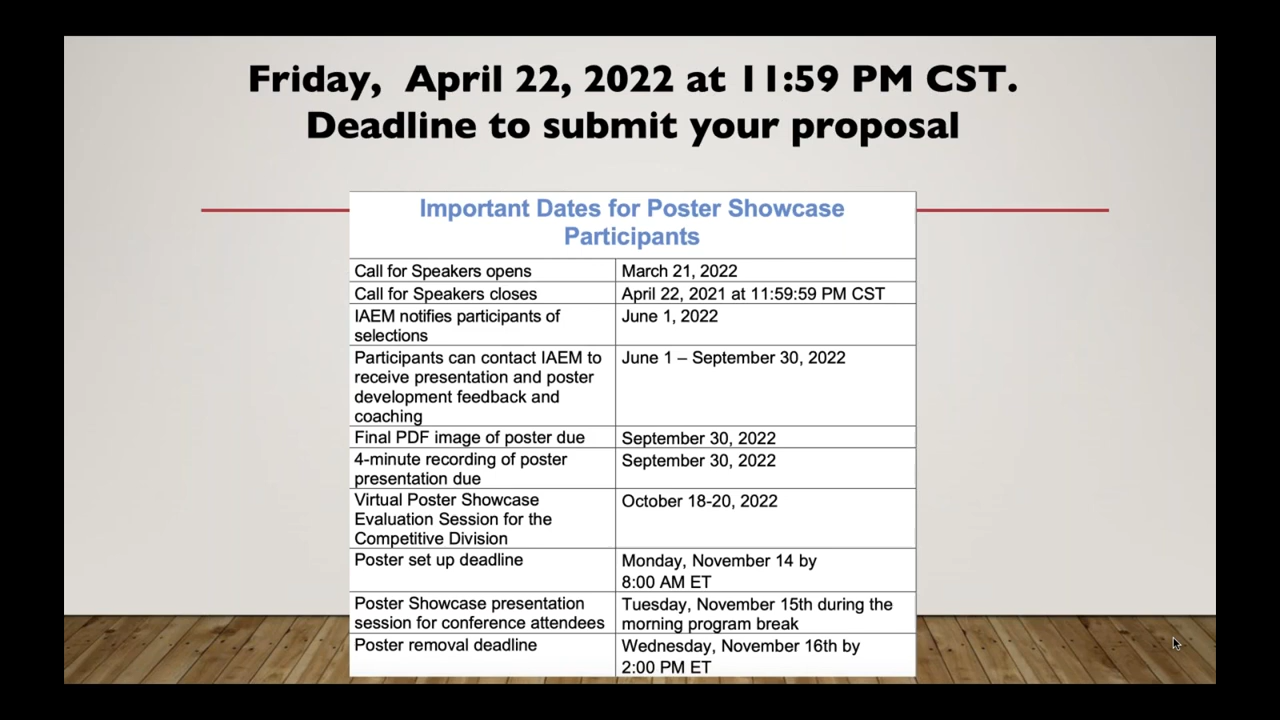 Friday,  April 22, 2022 at 11:59 PM CST.
Deadline to submit your proposal
Important Dates for Poster Showcase
Participants
Call for Speakers opens
March 21, 2022
Call for Speakers closes
April 22, 2021 at 11:59:59 PM CST
IAEM notifies participants of
selections
June 1, 2022
Participants can contact IAEM to
receive presentation and poster
development feedback and
coaching
June 1 – September 30, 2022
Final PDF image of poster due
September 30, 2022
4-minute recording of poster
presentation due
September 30, 2022
Virtual Poster Showcase
Evaluation Session for the
Competitive Division
October 18-20, 2022
Poster set up deadline
Monday, November 14 by
8:00 AM ET
Poster Showcase presentation
session for conference attendees
Tuesday, November 15th during the
morning program break
Poster removal deadline
Wednesday, November 16th by
2:00 PM ET